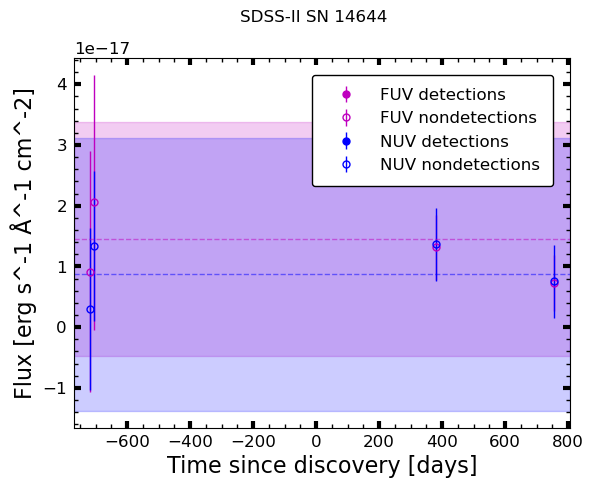 SDSS-II SN 14644
1e−17
FUV detections
FUV nondetections
NUV detections
NUV nondetections
4
3
2
1
0
−1
Flux [erg s^-1 Å^-1 cm^-2]
−600 −400 −200 0 200 400 600 800
Time since discovery [days]